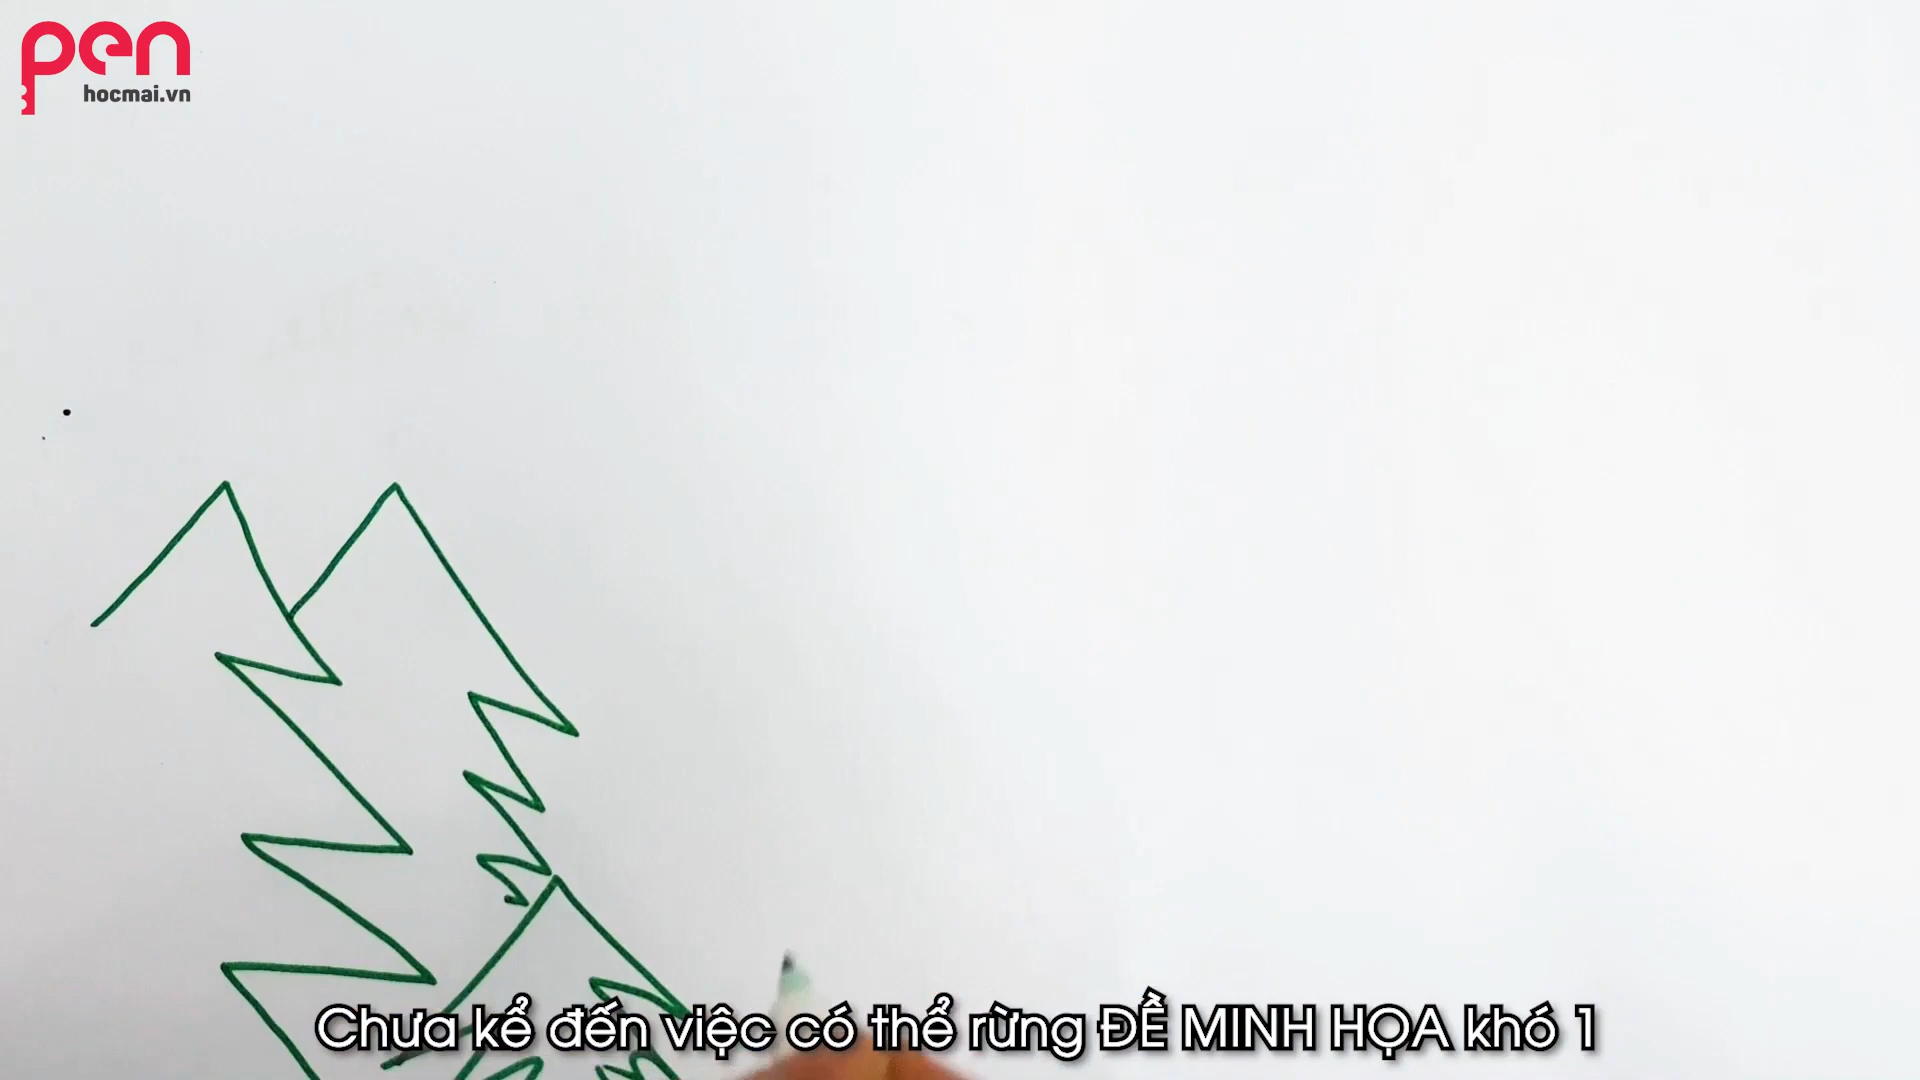 pen
hocmai.vn
Chưa kể đến việc có thể rừng ĐỀ MINH HỌA khó 1